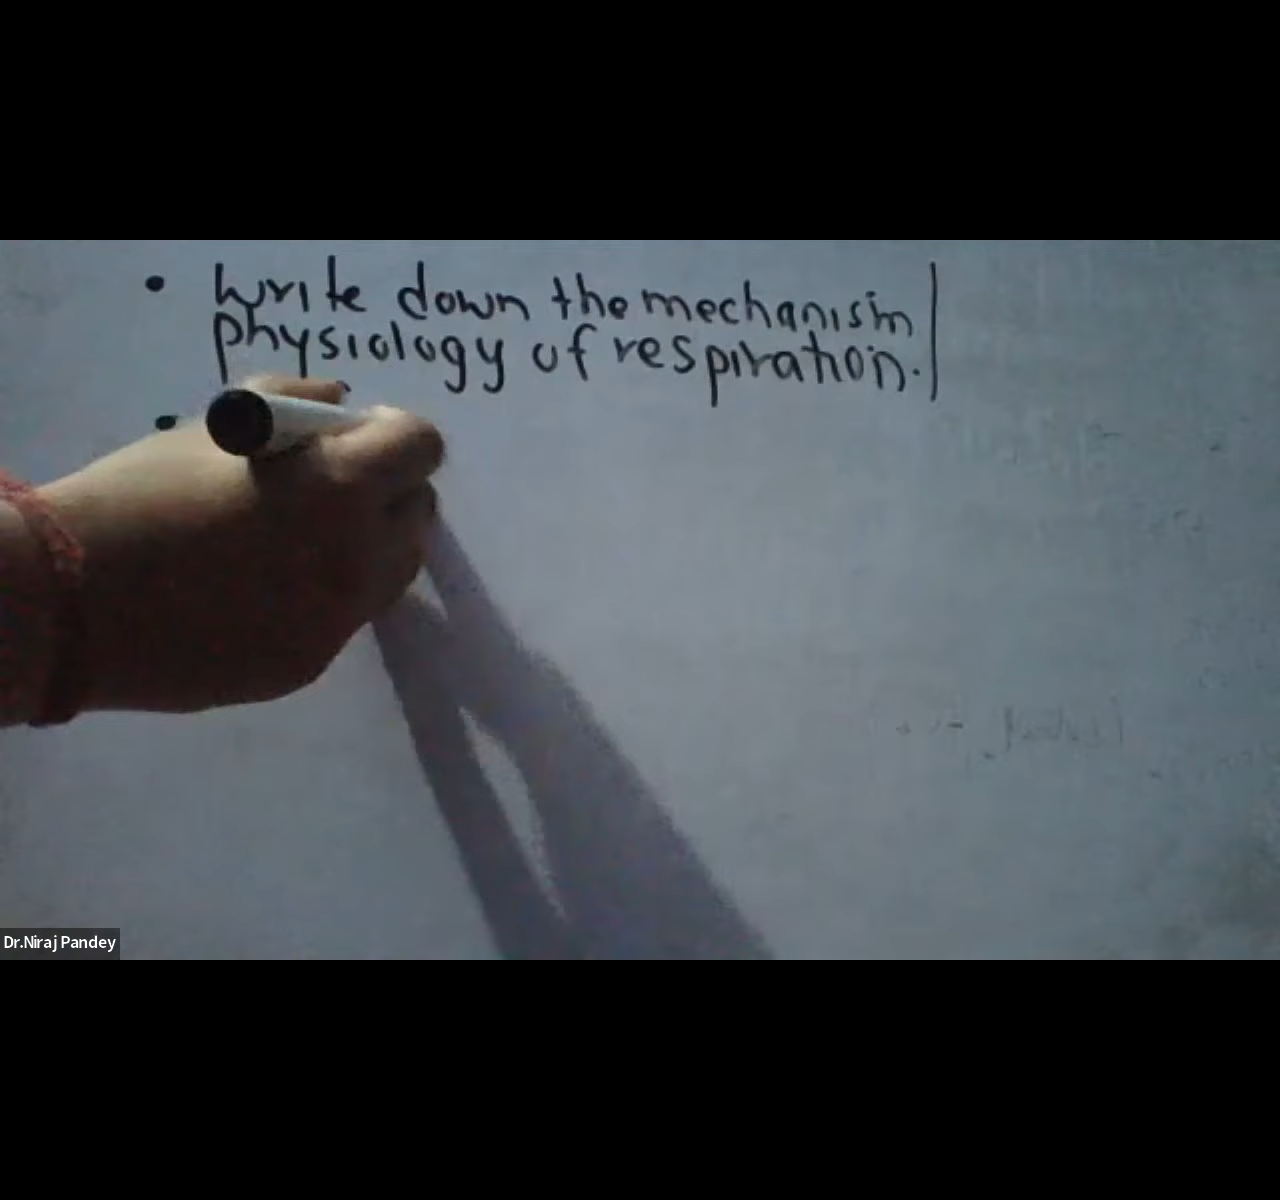 • Write down the mechanism
physiology of respiration.
•
Dr.Niraj Pandey